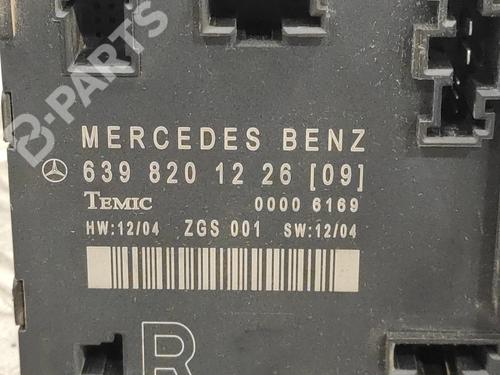 B-PARTS
MERCEDES BENZ
639 820 12 26 [09]
TEMIC 0000 6169
HW:12/04 ZGS 001 SW:12/04
R